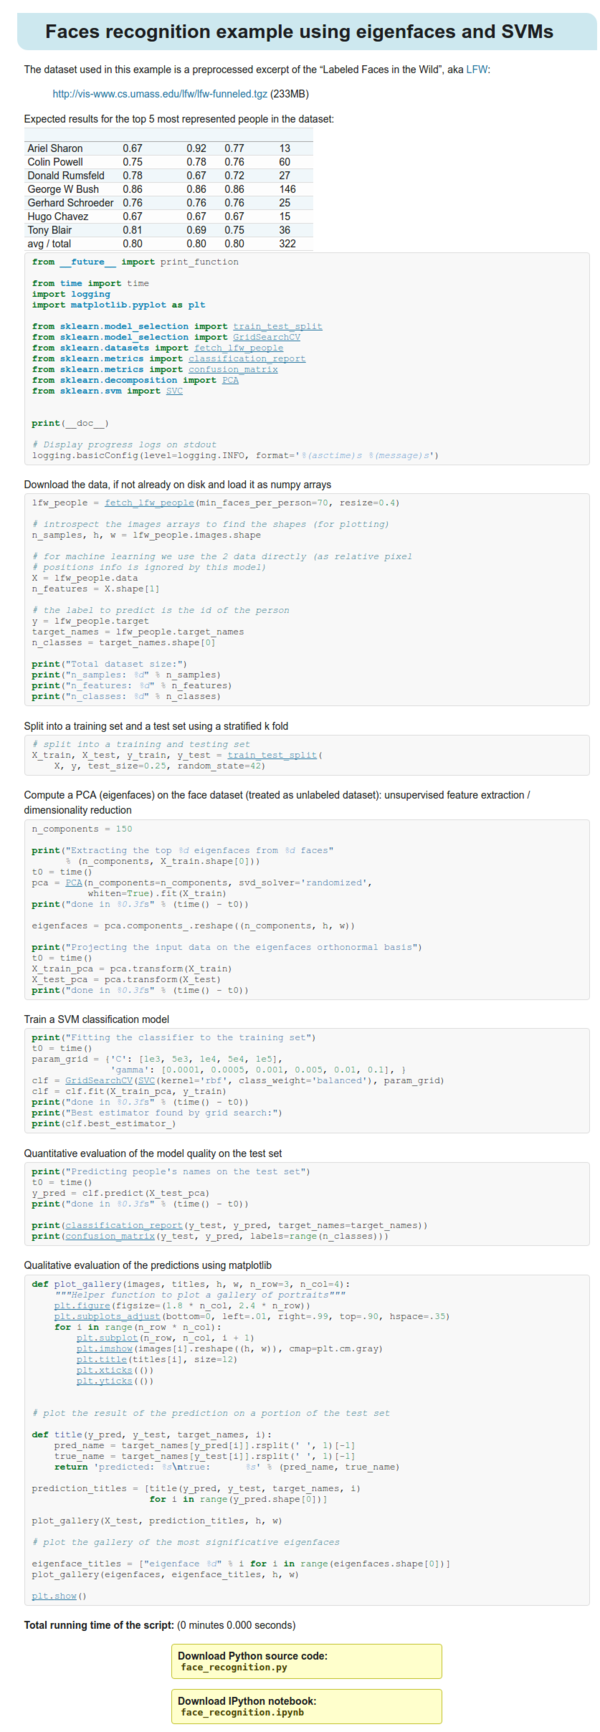 Faces recognition example using eigenfaces and SVMs
The dataset used in this example is a preprocessed excerpt of the “Labeled Faces in the Wild”, aka LFW:
http://vis-www.cs.umass.edu/lfw/lfw-funneled.tgz (233MB)
Expected results for the top 5 most represented people in the dataset:
Ariel Sharon 0.67 0.92 0.77 13
Colin Powell 0.75 0.78 0.76 60
Donald Rumsfeld 0.78 0.67 0.72 27
George W Bush 0.86 0.86 0.86 146
Gerhard Schroeder 0.76 0.76 0.76 25
Hugo Chavez 0.67 0.67 0.67 15
Tony Blair 0.81 0.69 0.75 36
avg / total 0.80 0.80 0.80 322
from __future__ import print_function
from time import time
import logging
import matplotlib.pyplot as plt
from sklearn.model_selection import train_test_split
from sklearn.model_selection import GridSearchCV
from sklearn.datasets import fetch_lfw_people
from sklearn.metrics import classification_report
from sklearn.metrics import confusion_matrix
from sklearn.decomposition import PCA
from sklearn.svm import SVC
print(__doc__)
# Display progress logs on stdout
logging.basicConfig(level=logging.INFO, format='%(asctime)s %(message)s')
Download the data, if not already on disk and load it as numpy arrays
lfw_people = fetch_lfw_people(min_faces_per_person=70, resize=0.4)
# introspect the images arrays to find the shapes (for plotting)
n_samples, h, w = lfw_people.images.shape
# for machine learning we use the 2 data directly (as relative pixel
# positions info is ignored by this model)
X = lfw_people.data
n_features = X.shape[1]
# the label to predict is the id of the person
y = lfw_people.target
target_names = lfw_people.target_names
n_classes = target_names.shape[0]
print("Total dataset size:")
print("n_samples: %d" % n_samples)
print("n_features: %d" % n_features)
print("n_classes: %d" % n_classes)
Split into a training set and a test set using a stratified k fold
# split into a training and testing set
X_train, X_test, y_train, y_test = train_test_split(
X, y, test_size=0.25, random_state=42)
Compute a PCA (eigenfaces) on the face dataset (treated as unlabeled dataset): unsupervised feature extraction /
dimensionality reduction
n_components = 150
print("Extracting the top %d eigenfaces from %d faces"
% (n_components, X_train.shape[0]))
t0 = time()
pca = PCA(n_components=n_components, svd_solver='randomized',
whiten=True).fit(X_train)
print("done in %0.3fs" % (time() - t0))
eigenfaces = pca.components_.reshape((n_components, h, w))
print("Projecting the input data on the eigenfaces orthonormal basis")
t0 = time()
X_train_pca = pca.transform(X_train)
X_test_pca = pca.transform(X_test)
print("done in %0.3fs" % (time() - t0))
Train a SVM classification model
print("Fitting the classifier to the training set")
t0 = time()
param_grid = {'C': [1e3, 5e3, 1e4, 5e4, 1e5],
'gamma': [0.0001, 0.0005, 0.001, 0.005, 0.01, 0.1], }
clf = GridSearchCV(SVC(kernel='rbf', class_weight='balanced'), param_grid)
clf = clf.fit(X_train_pca, y_train)
print("done in %0.3fs" % (time() - t0))
print("Best estimator found by grid search:")
print(clf.best_estimator_)
Quantitative evaluation of the model quality on the test set
print("Predicting people's names on the test set")
t0 = time()
y_pred = clf.predict(X_test_pca)
print("done in %0.3fs" % (time() - t0))
print(classification_report(y_test, y_pred, target_names=target_names))
print(confusion_matrix(y_test, y_pred, labels=range(n_classes)))
Qualitative evaluation of the predictions using matplotlib
def plot_gallery(images, titles, h, w, n_row=3, n_col=4):
"""Helper function to plot a gallery of portraits"""
plt.figure(figsize=(1.8 * n_col, 2.4 * n_row))
plt.subplots_adjust(bottom=0, left=.01, right=.99, top=.90, hspace=.35)
for i in range(n_row * n_col):
plt.subplot(n_row, n_col, i + 1)
plt.imshow(images[i].reshape((h, w)), cmap=plt.cm.gray)
plt.title(titles[i], size=12)
plt.xticks(())
plt.yticks(())
# plot the result of the prediction on a portion of the test set
def title(y_pred, y_test, target_names, i):
pred_name = target_names[y_pred[i]].rsplit(' ', 1)[-1]
true_name = target_names[y_test[i]].rsplit(' ', 1)[-1]
return 'predicted: %s\ntrue:      %s' % (pred_name, true_name)
prediction_titles = [title(y_pred, y_test, target_names, i)
for i in range(y_pred.shape[0])]
plot_gallery(X_test, prediction_titles, h, w)
# plot the gallery of the most significative eigenfaces
eigenface_titles = ["eigenface %d" % i for i in range(eigenfaces.shape[0])]
plot_gallery(eigenfaces, eigenface_titles, h, w)
plt.show()
Total running time of the script: (0 minutes 0.000 seconds)
Download Python source code:
face_recognition.py
Download IPython notebook:
face_recognition.ipynb